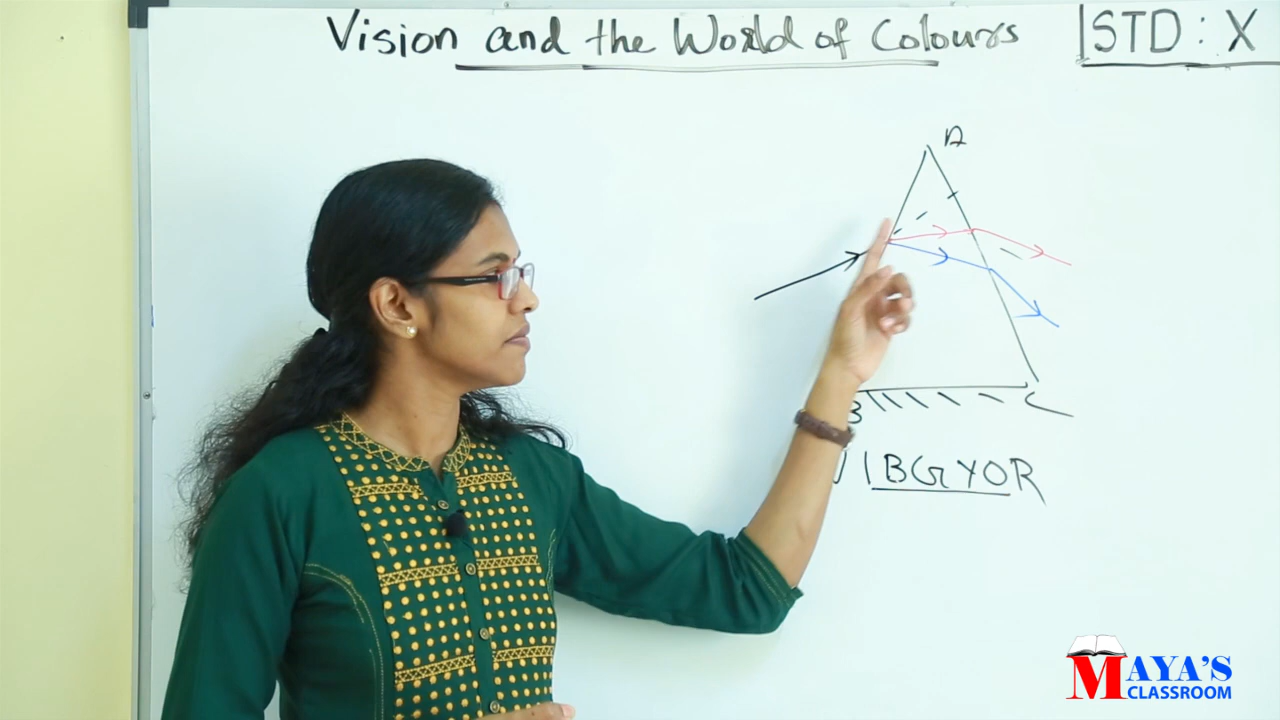 Vision and the World of Colours
STD : X
A
B
C
VIBGYOR
MAYA'S
CLASSROOM